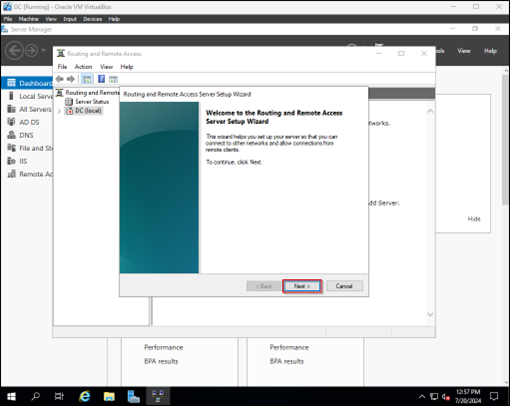 DC [Running] - Oracle VM VirtualBox
File Machine View Input Devices Help
Server Manager
Tools View Help
Dashboard
Local Serve
All Servers
AD DS
DNS
File and Sto
IIS
Remote Ac
Routing and Remote Access
File Action View Help
Routing and Remote
Server Status
DC (local)
tworks.
Add Server.
Hide
Routing and Remote Access Server Setup Wizard
Welcome to the Routing and Remote Access
Server Setup Wizard
This wizard helps you set up your server so that you can
connect to other networks and allow connections from
remote clients.
To continue, click Next.
< Back
Next >
Cancel
Performance
BPA results
Performance
BPA results
12:57 PM
7/20/2024